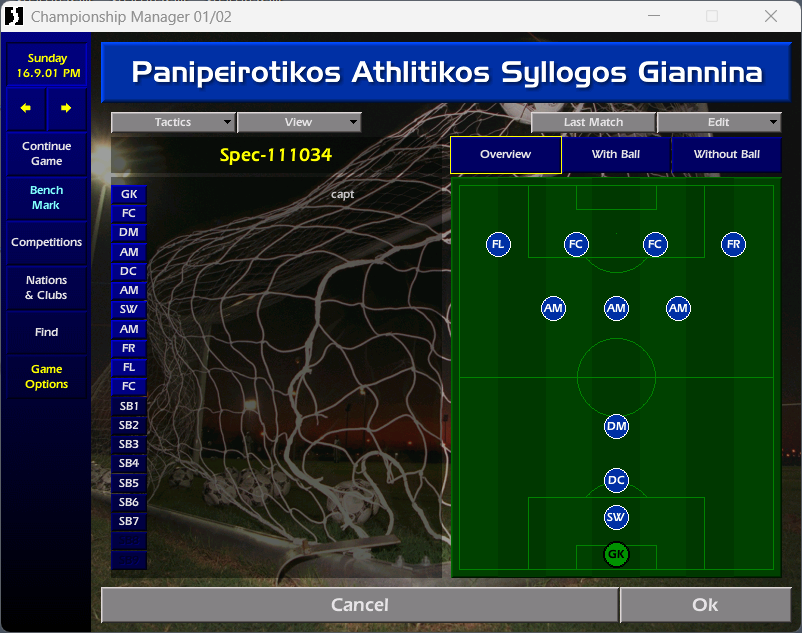 Championship Manager 01/02
Sunday
16.9.01 PM
Panipeirotikos Athlitikos Syllogos Giannina
Tactics
View
Last Match
Edit
Continue
Game
Bench
Mark
Competitions
Nations
& Clubs
Find
Game
Options
Spec-111034
Overview
With Ball
Without Ball
GK
capt
FC
DM
AM
DC
AM
SW
AM
FR
FL
FC
SB1
SB2
SB3
SB4
SB5
SB6
SB7
FL
FC
FC
FR
AM
AM
AM
DM
DC
SW
GK
Cancel
Ok